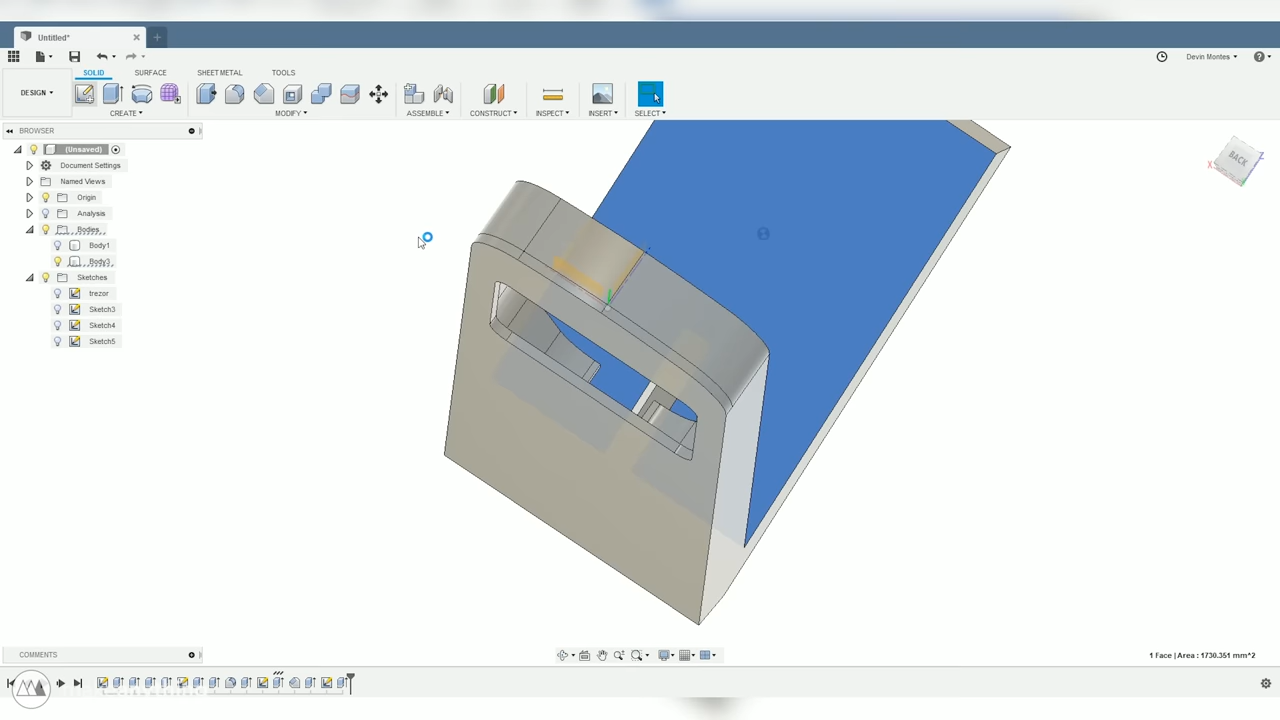 Untitled*
Devin Montes
SOLID
SURFACE
SHEET METAL
TOOLS
DESIGN
CREATE
MODIFY
ASSEMBLE
CONSTRUCT
INSPECT
INSERT
SELECT
BROWSER
(Unsaved)
Document Settings
Named Views
Origin
Analysis
Bodies
Body1
Body3
Sketches
trezor
Sketch3
Sketch4
Sketch5
BACK
X
Z
COMMENTS
1 Face | Area : 1730.351 mm^2